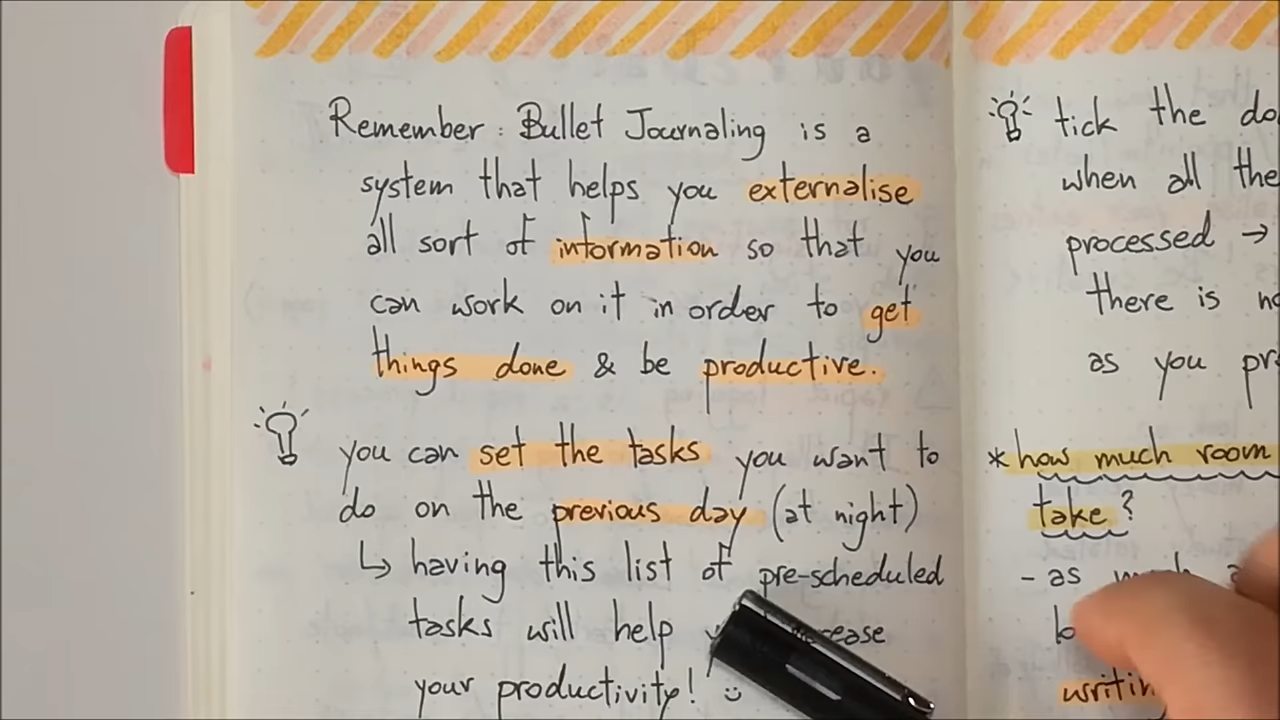 Remember: Bullet Journaling is a
system that helps you externalise
all sort of information so that you
can work on it in order to get
things done & be productive.
you can set the tasks you want to
do on the previous day (at night)
↳ having this list of pre-scheduled
tasks will help
your productivity! ☺
tick the
when all the
processed →
there is
as you
* how much room
take?
- as much